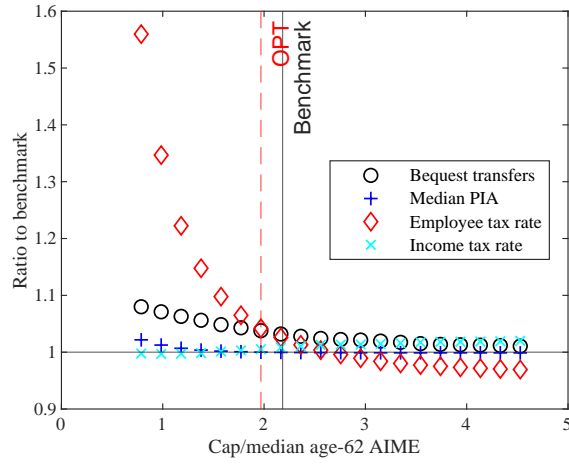 1.6
1.5
1.4
1.3
1.2
1.1
1
0.9
Ratio to benchmark
OPT
Benchmark
Bequest transfers
Median PIA
Employee tax rate
Income tax rate
0
1
2
3
4
5
Cap/median age-62 AIME